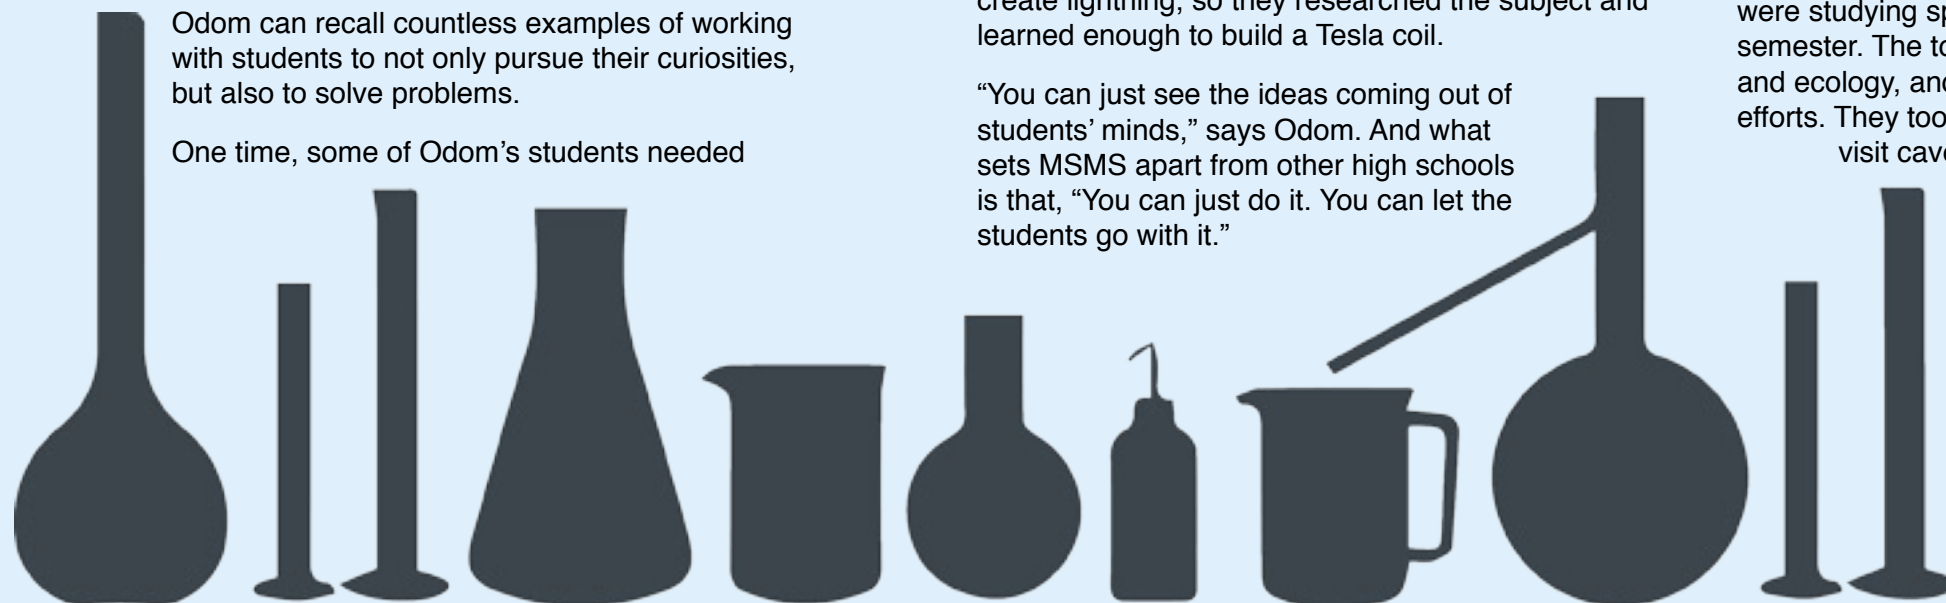 Odom can recall countless examples of working
with students to not only pursue their curiosities,
but also to solve problems.
One time, some of Odom’s students needed
create lightning, so they researched the subject and
learned enough to build a Tesla coil.
“You can just see the ideas coming out of
students’ minds,” says Odom. And what
sets MSMS apart from other high schools
is that, “You can just do it. You can let the
students go with it.”
were studying
semester. The
and ecology,
efforts. They
visit